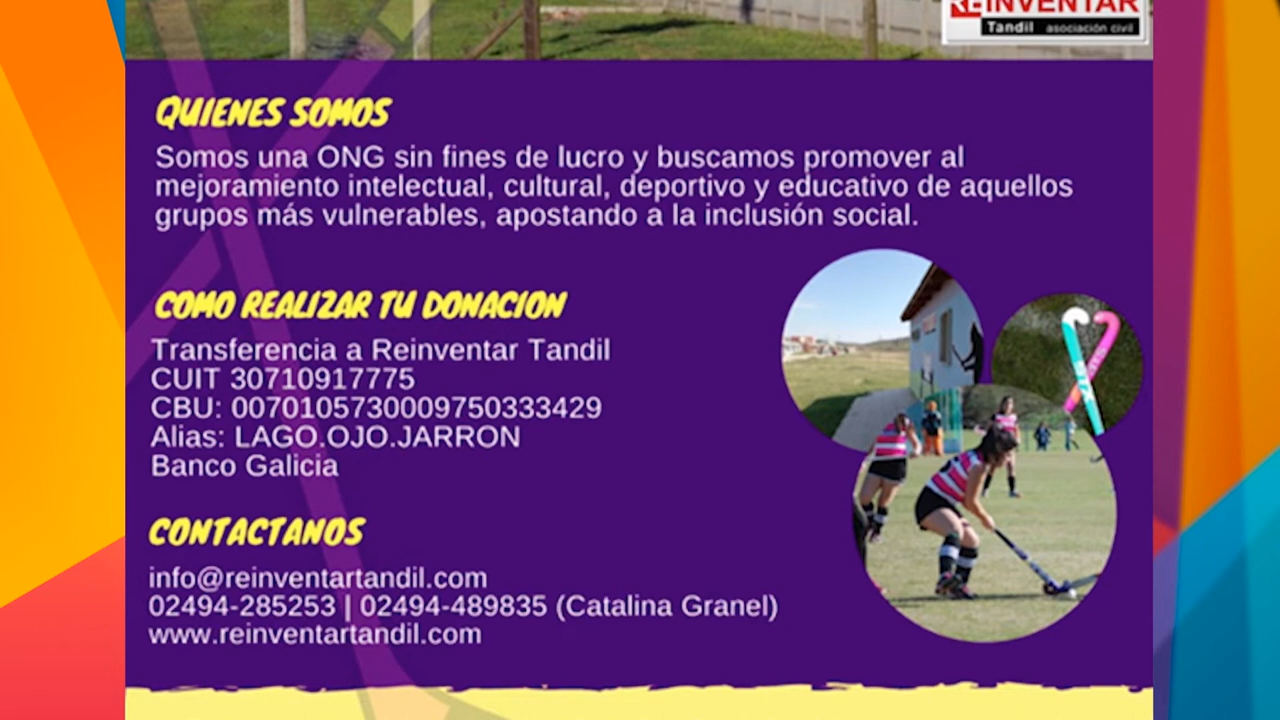 REINVENTAR
Tandil asociación civil
QUIENES SOMOS
Somos una ONG sin fines de lucro y buscamos promover al
mejoramiento intelectual, cultural, deportivo y educativo de aquellos
grupos más vulnerables, apostando a la inclusión social.
COMO REALIZAR TU DONACION
Transferencia a Reinventar Tandil
CUIT 30710917775
CBU: 0070105730009750333429
Alias: LAGO.OJO.JARRON
Banco Galicia
CONTACTANOS
info@reinventartandil.com
02494-285253 | 02494-489835 (Catalina Granel)
www.reinventartandil.com